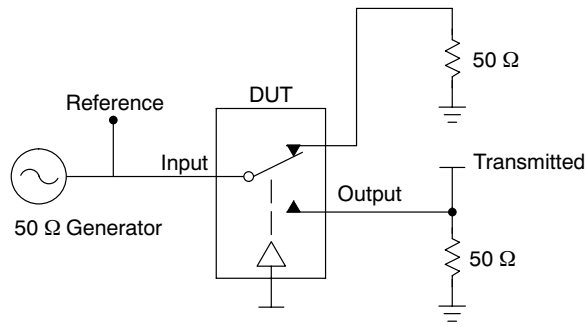 50 Ω
DUT
Reference
Input
Transmitted
Output
50 Ω Generator
50 Ω